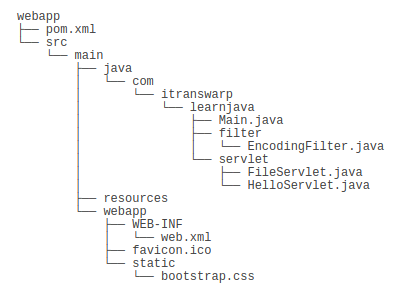 webapp
├── pom.xml
└── src
    └── main
        ├── java
        │   └── com
        │       └── itranswarp
        │           └── learnjava
        │               ├── Main.java
        │               ├── filter
        │               │   └── EncodingFilter.java
        │               └── servlet
        │                   ├── FileServlet.java
        │                   └── HelloServlet.java
        ├── resources
        └── webapp
            ├── WEB-INF
            │   └── web.xml
            ├── favicon.ico
            └── static
                └── bootstrap.css